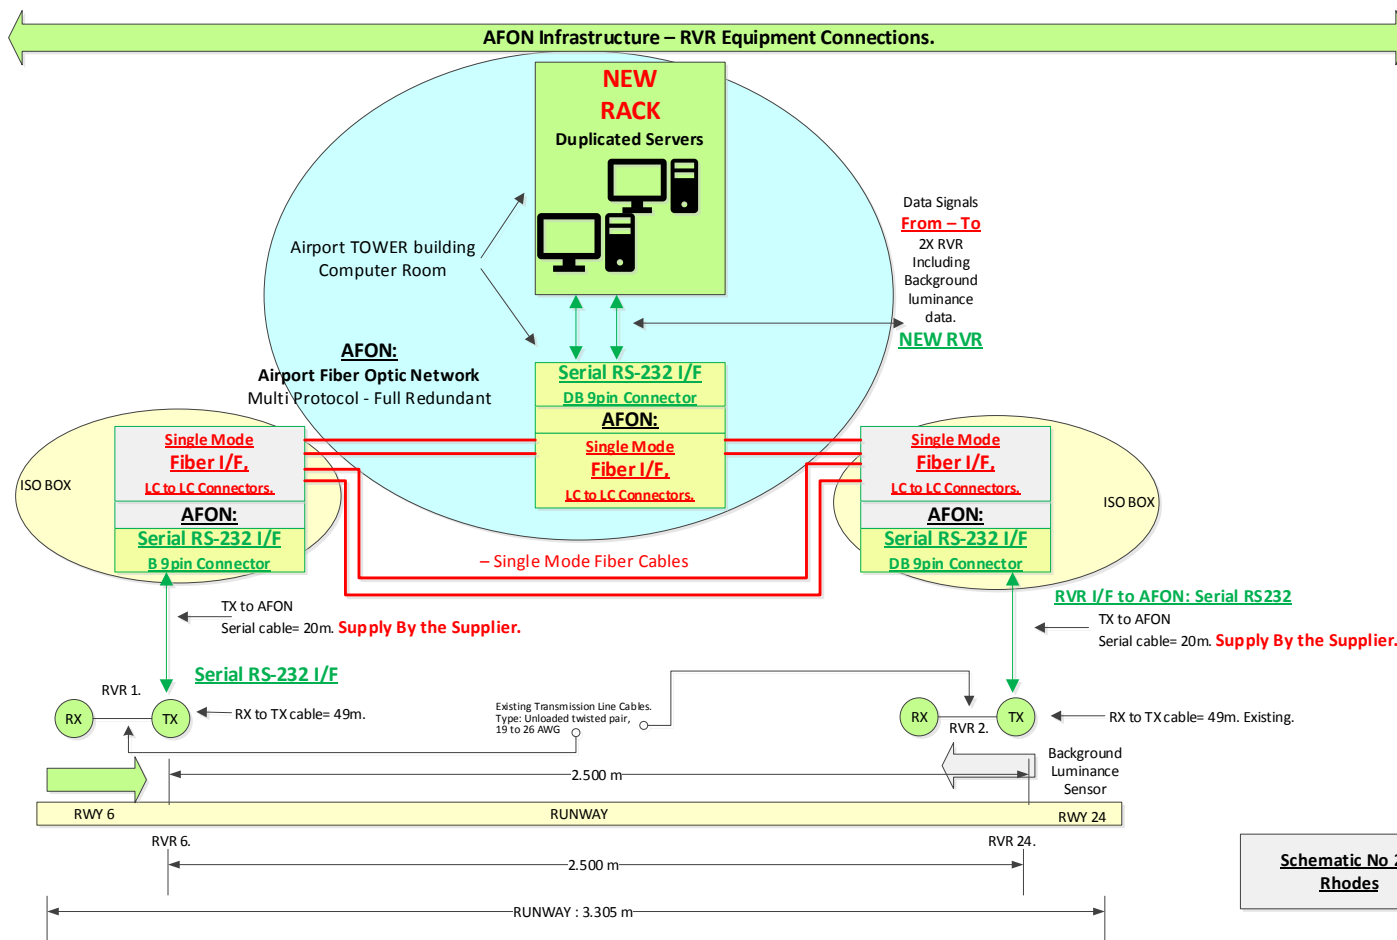 AFON Infrastructure – RVR Equipment Connections.
NEW
RACK
Duplicated Servers
Airport TOWER building
Computer Room
Data Signals
From – To
2X RVR
Including
Background
luminance
data.
NEW RVR
AFON:
Airport Fiber Optic Network
Multi Protocol - Full Redundant
Serial RS-232 I/F
DB 9pin Connector
AFON:
Single Mode
Fiber I/F,
LC to LC Connectors.
ISO BOX
Single Mode
Fiber I/F,
LC to LC Connectors.
AFON:
Serial RS-232 I/F
B 9pin Connector
Single Mode
Fiber I/F,
LC to LC Connectors.
AFON:
Serial RS-232 I/F
DB 9pin Connector
ISO BOX
– Single Mode Fiber Cables
TX to AFON
Serial cable= 20m. Supply By the Supplier.
Serial RS-232 I/F
RVR I/F to AFON: Serial RS232
TX to AFON
Serial cable= 20m. Supply By the Supplier.
RVR 1.
RX
TX
RX to TX cable= 49m.
Existing Transmission Line Cables.
Type: Unloaded twisted pair,
19 to 26 AWG
RX
TX
RVR 2.
RX to TX cable= 49m. Existing.
Background
Luminance
Sensor
2.500 m
RWY 6
RUNWAY
RWY 24
RVR 6.
RVR 24.
2.500 m
RUNWAY : 3.305 m
Schematic No
Rhodes